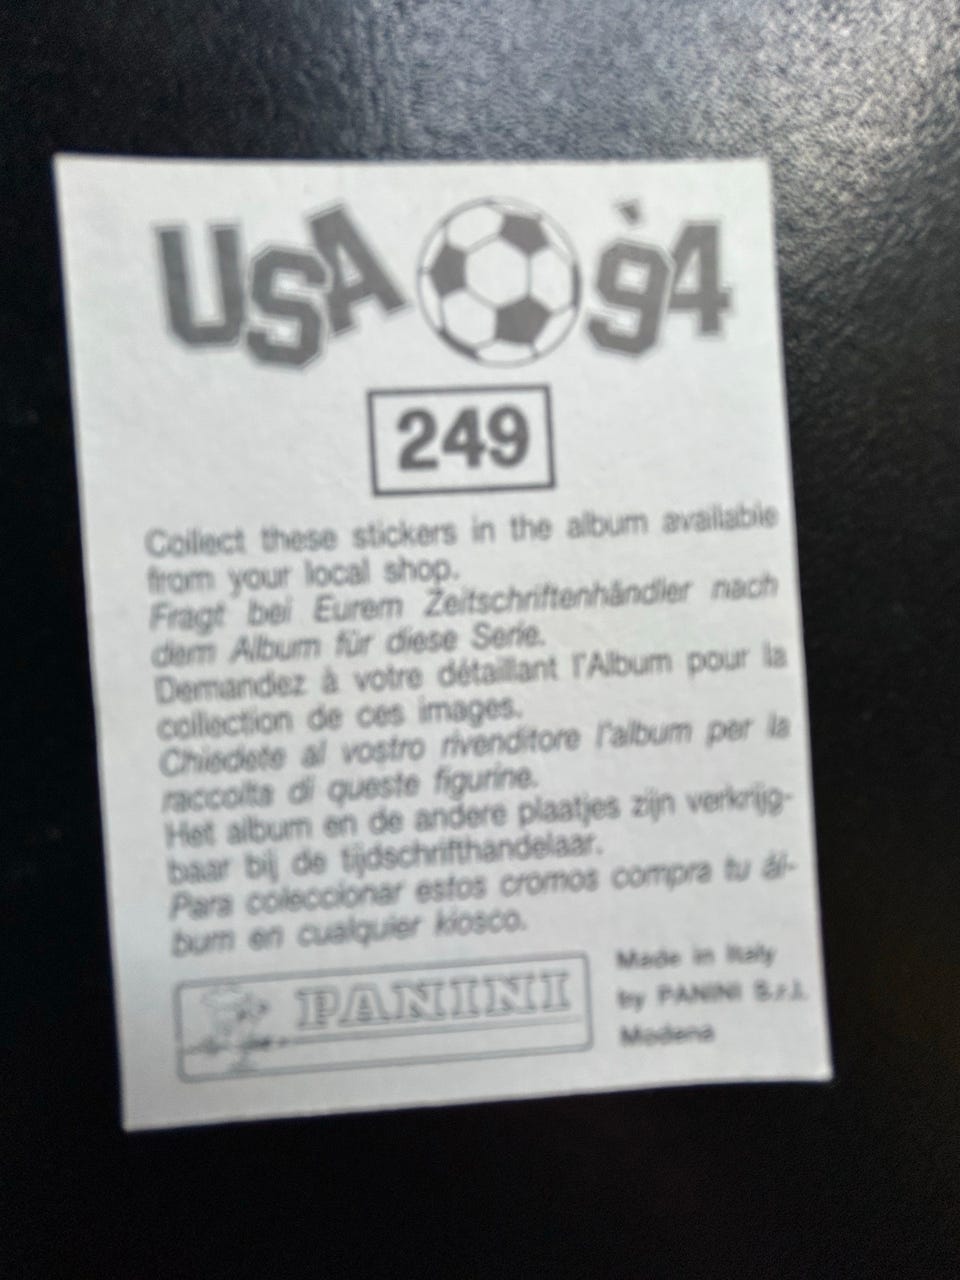 USA '94
249
Collect these stickers in the album available
from your local shop.
Fragt bei Eurem Zeitschriftenhändler nach
dem Album für diese Serie.
Demandez à votre détaillant l'Album pour la
collection de ces images.
Chiedete al vostro rivenditore l'album per la
raccolta di queste figurine.
Het album en de andere plaatjes zijn verkrijg-
baar bij de tijdschrifthandelaar.
Para coleccionar estos cromos compra tu ál-
bum en cualquier kiosco.
PANINI
Made in Italy
by PANINI S.r.l.
Modena